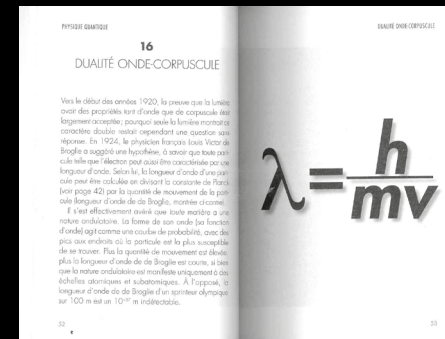 PHYSIQUE QUANTIQUE
16
DUALITÉ ONDE-CORPUSCULE
Vers le début des années 1920, la preuve que la lumière
avait des propriétés tant d'onde que de corpuscule était
largement acceptée ; pourquoi seule la lumière montrait ce
caractère double restait cependant une question sans
réponse. En 1924, le physicien français Louis Victor de
Broglie a suggéré une hypothèse, à savoir que toute parti-
cule telle que l'électron peut aussi être caractérisée par une
longueur d'onde. Selon lui, la longueur d'onde d'une parti-
cule peut être calculée en divisant la constante de Planck
(voir page 42) par la quantité de mouvement de la parti-
cule (longueur d'onde de de Broglie, montrée ci-contre).
Il s'est effectivement avéré que toute matière a une
nature ondulatoire. La forme de son onde (sa fonction
d'onde) agit comme une courbe de probabilité, avec des
pics aux endroits où la particule est la plus susceptible
de se trouver. Plus la quantité de mouvement est élevée,
plus la longueur d'onde de de Broglie est courte, si bien
que la nature ondulatoire est manifeste uniquement à des
échelles atomiques et subatomiques. À l'opposé, la
longueur d'onde de de Broglie d'un sprinteur olympique
sur 100 m est un m indétectable.
32
DUALITÉ ONDE-CORPUSCULE
λ = h/mv
33